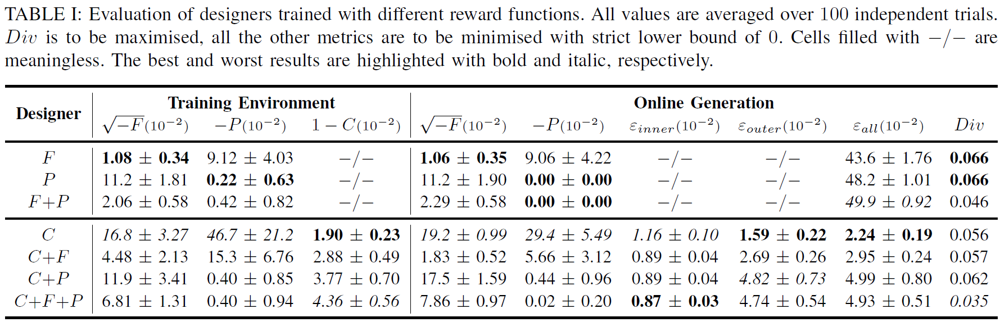 TABLE I: Evaluation of designers trained with different reward functions. All values are averaged over 100 independent trials.
Div is to be maximised, all the other metrics are to be minimised with strict lower bound of 0. Cells filled with −/− are
meaningless. The best and worst results are highlighted with bold and italic, respectively.
Designer Training Environment Online Generation
√−F(10−2) −P(10−2) 1 − C(10−2) √−F(10−2) −P(10−2) εinner(10−2) εouter(10−2) εall(10−2) Div
F 1.08 ± 0.34 9.12 ± 4.03 −/− 1.06 ± 0.35 9.06 ± 4.22 −/− −/− 43.6 ± 1.76 0.066
P 11.2 ± 1.81 0.22 ± 0.63 −/− 11.2 ± 1.90 0.00 ± 0.00 −/− −/− 48.2 ± 1.01 0.066
F+P 2.06 ± 0.58 0.42 ± 0.82 −/− 2.29 ± 0.58 0.00 ± 0.00 −/− −/− 49.9 ± 0.92 0.046
C 16.8 ± 3.27 46.7 ± 21.2 1.90 ± 0.23 19.2 ± 0.99 29.4 ± 5.49 1.16 ± 0.10 1.59 ± 0.22 2.24 ± 0.19 0.056
C+F 4.48 ± 2.13 15.3 ± 6.76 2.88 ± 0.49 1.83 ± 0.52 5.66 ± 3.12 0.89 ± 0.04 2.69 ± 0.26 2.95 ± 0.24 0.057
C+P 11.9 ± 3.41 0.40 ± 0.85 3.77 ± 0.70 17.5 ± 1.59 0.44 ± 0.96 0.89 ± 0.04 4.82 ± 0.73 4.99 ± 0.80 0.062
C+F+P 6.81 ± 1.31 0.40 ± 0.94 4.36 ± 0.56 7.86 ± 0.97 0.02 ± 0.20 0.87 ± 0.03 4.74 ± 0.54 4.93 ± 0.51 0.035